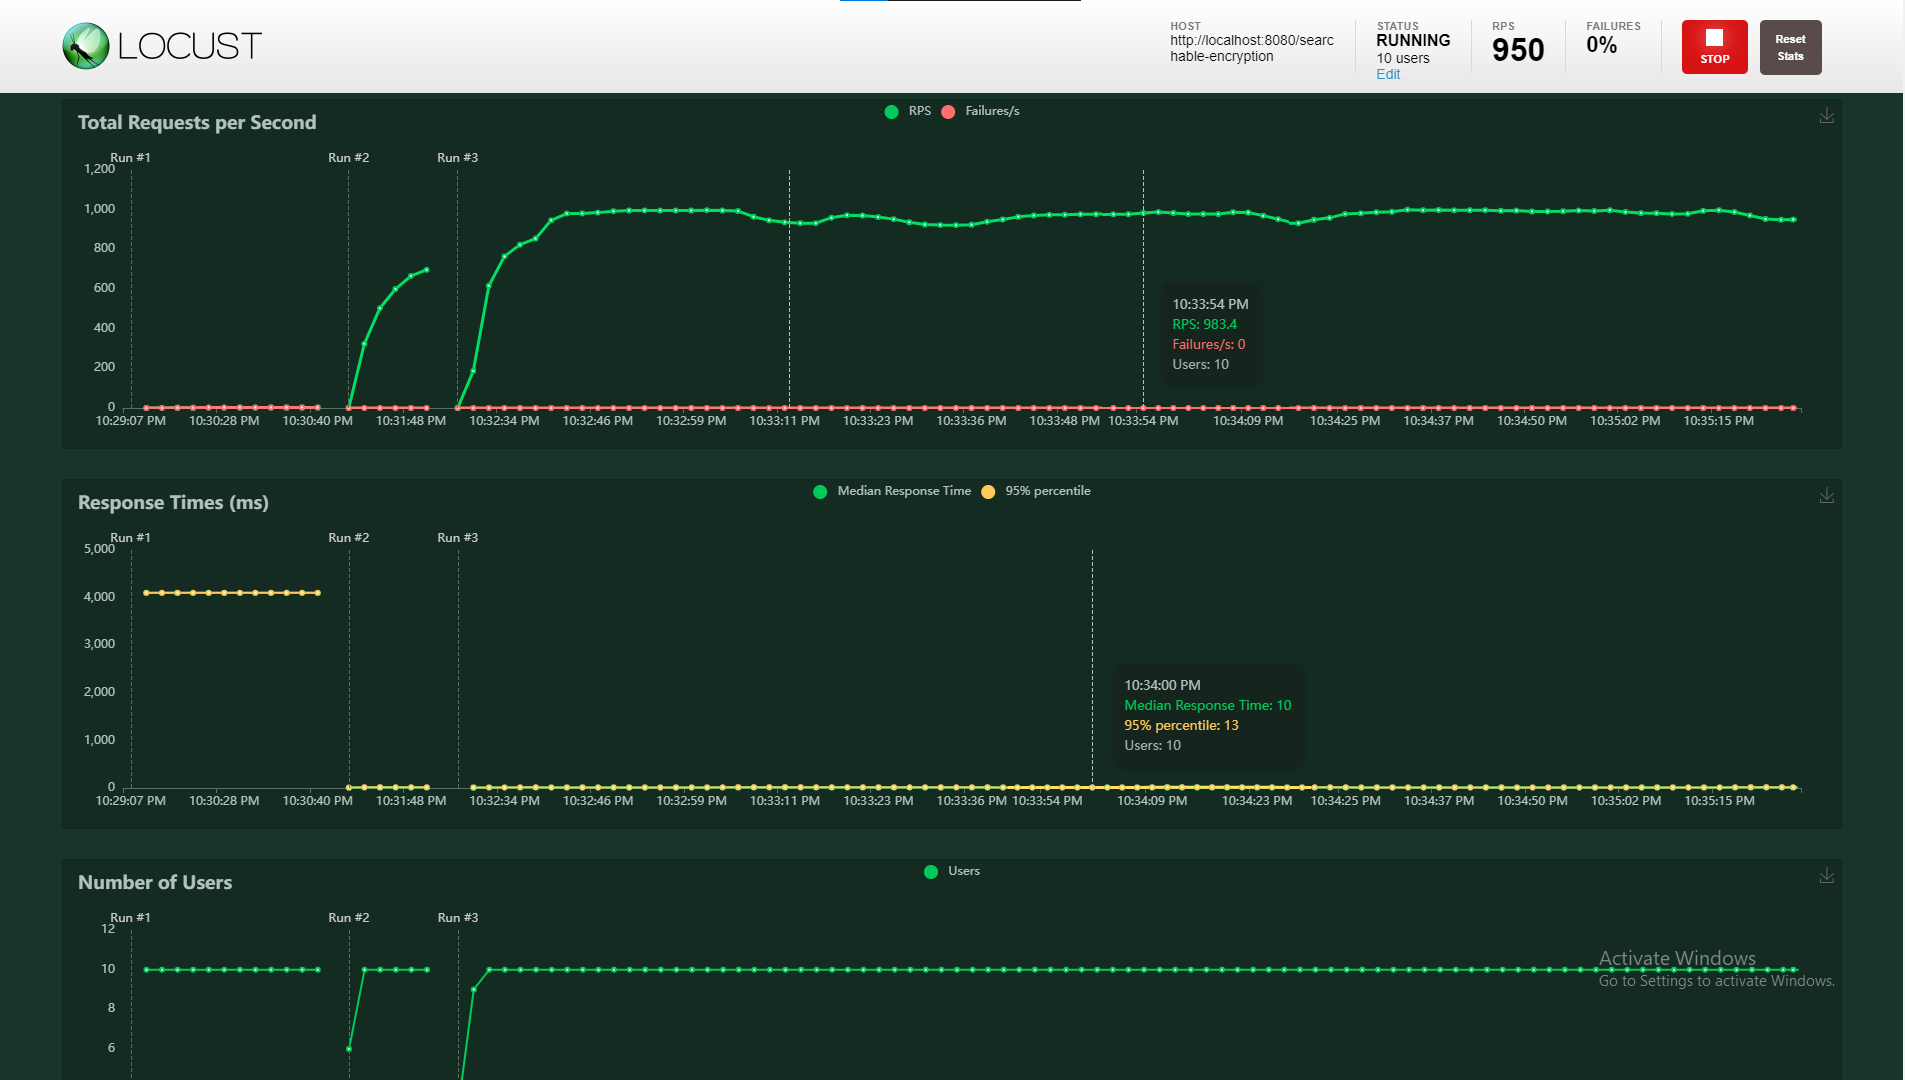 LOCUST
HOST
http://localhost:8080/searc
hable-encryption
STATUS
RUNNING
10 users
Edit
RPS
950
FAILURES
0%
STOP
Reset
Stats
Total Requests per Second
RPS Failures/s
Run #1 Run #2 Run #3
1,200
1,000
800
600
400
200
0
10:33:54 PM
RPS: 983.4
Failures/s: 0
Users: 10
10:29:07 PM 10:30:28 PM 10:30:40 PM 10:31:48 PM 10:32:34 PM 10:32:46 PM 10:32:59 PM 10:33:11 PM 10:33:23 PM 10:33:36 PM 10:33:48 PM 10:33:54 PM 10:34:09 PM 10:34:25 PM 10:34:37 PM 10:34:50 PM 10:35:02 PM 10:35:15 PM
Response Times (ms)
Median Response Time 95% percentile
Run #1 Run #2 Run #3
5,000
4,000
3,000
2,000
1,000
0
10:34:00 PM
Median Response Time: 10
95% percentile: 13
Users: 10
10:29:07 PM 10:30:28 PM 10:30:40 PM 10:31:48 PM 10:32:34 PM 10:32:46 PM 10:32:59 PM 10:33:11 PM 10:33:23 PM 10:33:36 PM 10:33:54 PM 10:34:09 PM 10:34:23 PM 10:34:25 PM 10:34:37 PM 10:34:50 PM 10:35:02 PM 10:35:15 PM
Number of Users
Users
Run #1 Run #2 Run #3
12
10
8
6
Activate Windows
Go to Settings to activate Windows.